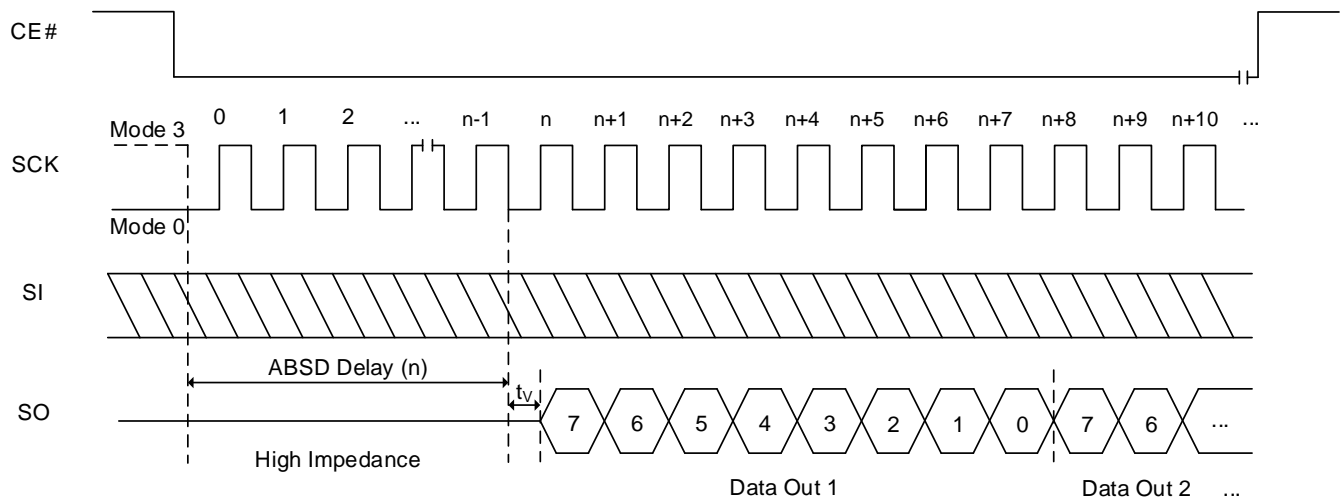 CE#
0 1 2 ... n-1 n n+1 n+2 n+3 n+4 n+5 n+6 n+7 n+8 n+9 n+10 ...
Mode 3
SCK
Mode 0
SI
ABSD Delay (n)
tV
SO
7 6 5 4 3 2 1 0 7 6 ...
High Impedance
Data Out 1 Data Out 2 ...